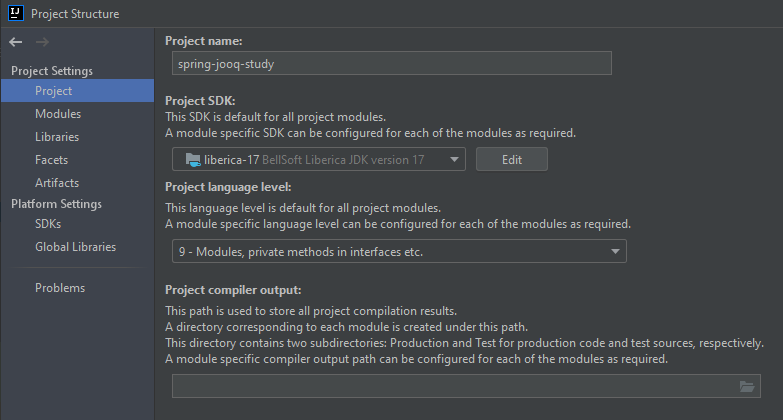 IJ
Project Structure
Project Settings
Project
Modules
Libraries
Facets
Artifacts
Platform Settings
SDKs
Global Libraries
Problems
Project name:
spring-jooq-study
Project SDK:
This SDK is default for all project modules.
A module specific SDK can be configured for each of the modules as required.
liberica-17 BellSoft Liberica JDK version 17
Edit
Project language level:
This language level is default for all project modules.
A module specific language level can be configured for each of the modules as required.
9 - Modules, private methods in interfaces etc.
Project compiler output:
This path is used to store all project compilation results.
A directory corresponding to each module is created under this path.
This directory contains two subdirectories: Production and Test for production code and test sources, respectively.
A module specific compiler output path can be configured for each of the modules as required.